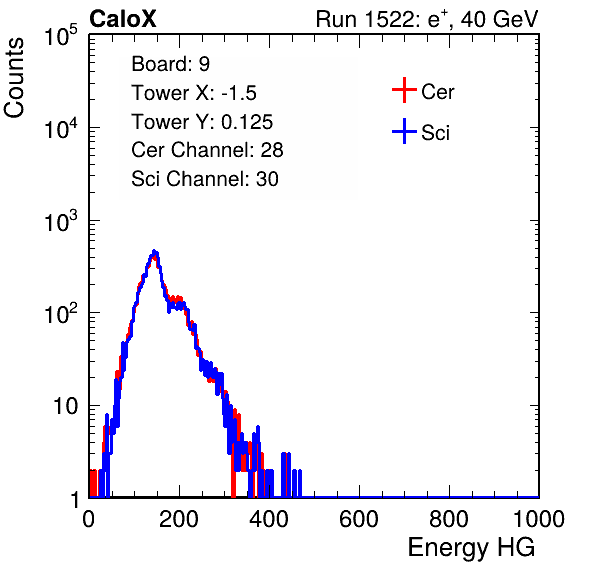 CaloX Run 1522: e⁺, 40 GeV
Counts
Board: 9
Tower X: -1.5
Tower Y: 0.125
Cer Channel: 28
Sci Channel: 30
Cer
Sci
10⁵
10⁴
10³
10²
10
1
0 200 400 600 800 1000
Energy HG